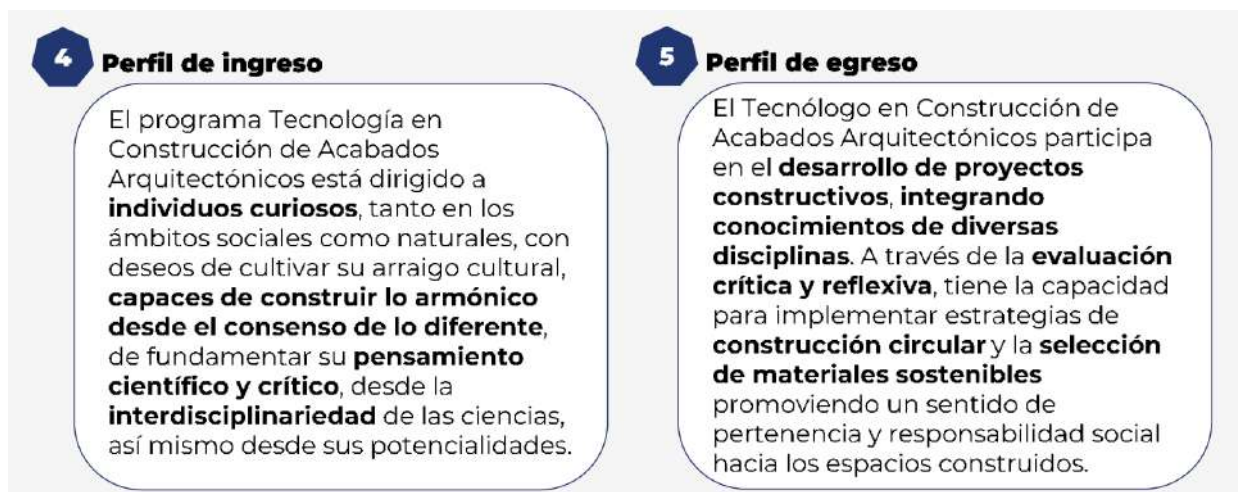 4
Perfil de ingreso
El programa Tecnología en
Construcción de Acabados
Arquitectónicos está dirigido a
individuos curiosos, tanto en los
ámbitos sociales como naturales, con
deseos de cultivar su arraigo cultural,
capaces de construir lo armónico
desde el consenso de lo diferente,
de fundamentar su pensamiento
científico y crítico, desde la
interdisciplinariedad de las ciencias,
así mismo desde sus potencialidades.
5
Perfil de egreso
El Tecnólogo en Construcción de
Acabados Arquitectónicos participa
en el desarrollo de proyectos
constructivos, integrando
conocimientos de diversas
disciplinas. A través de la evaluación
crítica y reflexiva, tiene la capacidad
para implementar estrategias de
construcción circular y la selección
de materiales sostenibles
promoviendo un sentido de
pertenencia y responsabilidad social
hacia los espacios construidos.